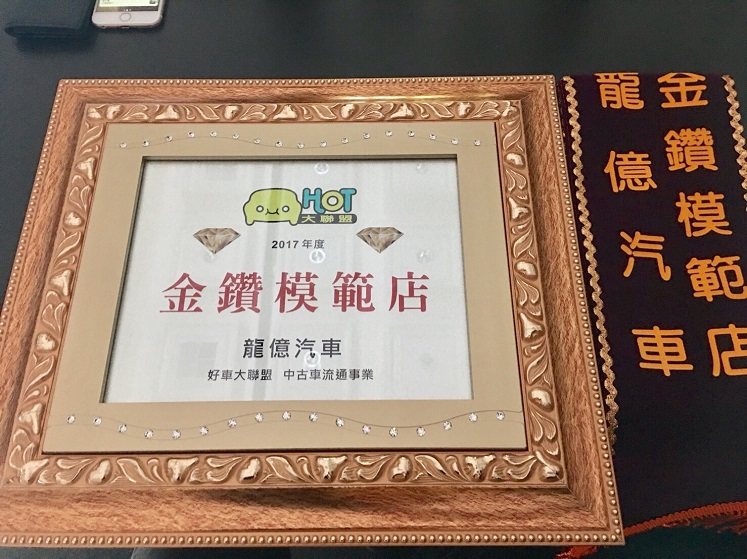 HOT
大聯盟
2017 年度
金鑽模範店
龍億汽車
好車大聯盟 中古車流通事業
金鑽模範店
龍億汽車